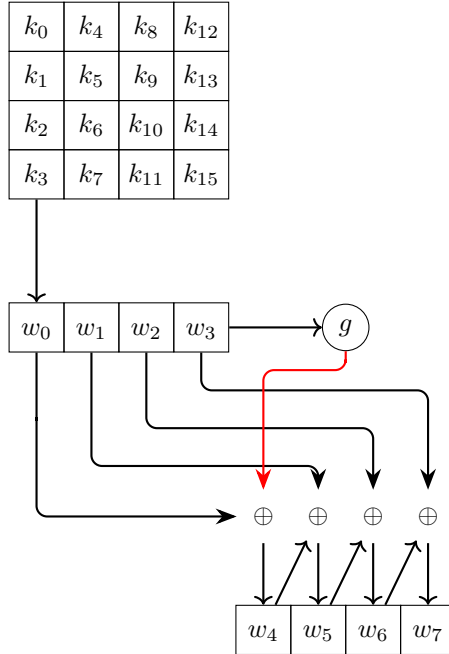 k₀ k₄ k₈ k₁₂
k₁ k₅ k₉ k₁₃
k₂ k₆ k₁₀ k₁₄
k₃ k₇ k₁₁ k₁₅
w₀ w₁ w₂ w₃ g
⊕ ⊕ ⊕ ⊕
w₄ w₅ w₆ w₇